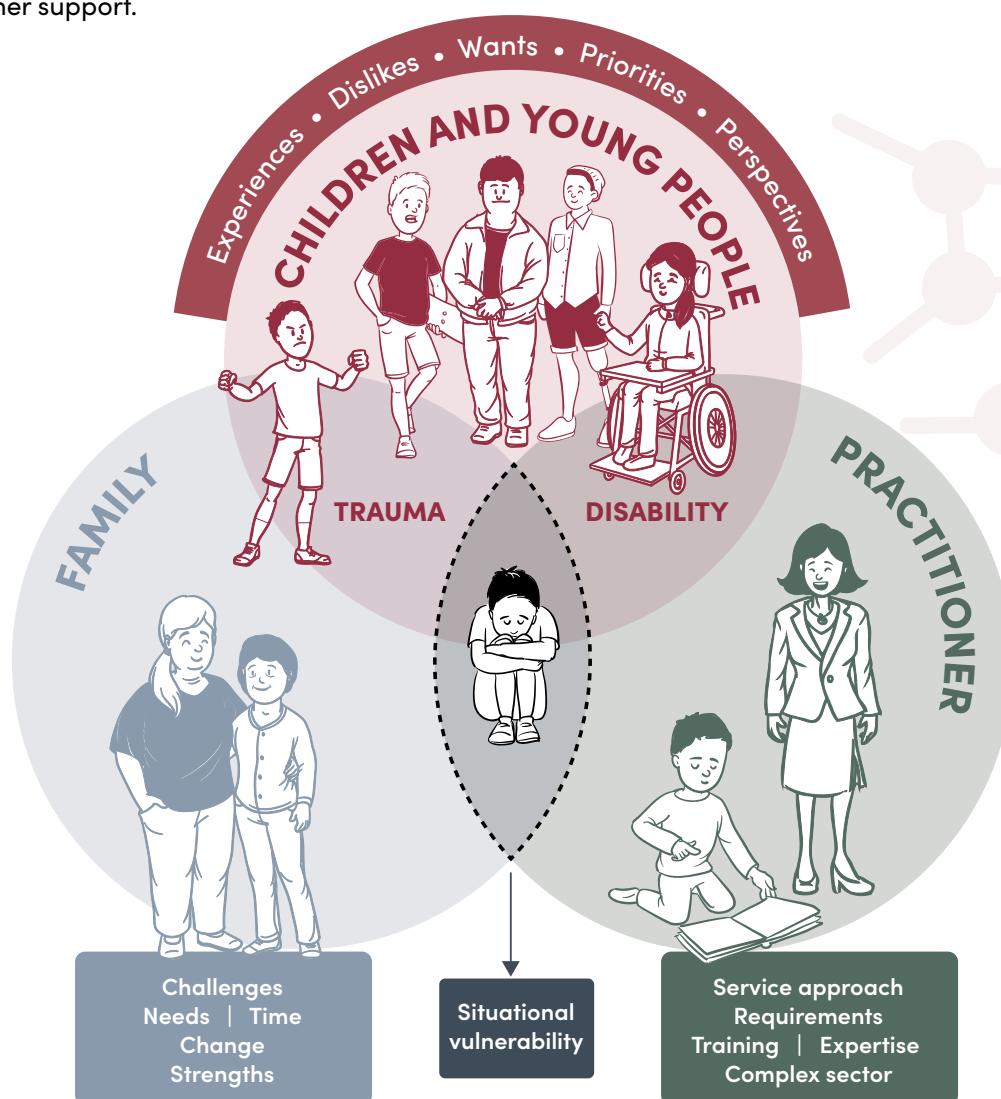 her support.
Experiences • Dislikes • Wants • Priorities • Perspectives
CHILDREN AND YOUNG PEOPLE
FAMILY
TRAUMA
DISABILITY
PRACTITIONER
Challenges
Needs | Time
Change
Strengths
Situational
vulnerability
Service approach
Requirements
Training | Expertise
Complex sector